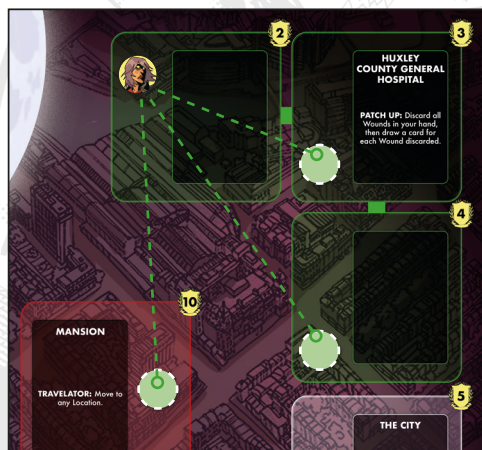 2
3
HUXLEY
COUNTY GENERAL
HOSPITAL
PATCH UP: Discard all
Wounds in your hand,
then draw a card for
each Wound discarded.
4
10
MANSION
TRAVELATOR: Move to
any Location.
5
THE CITY